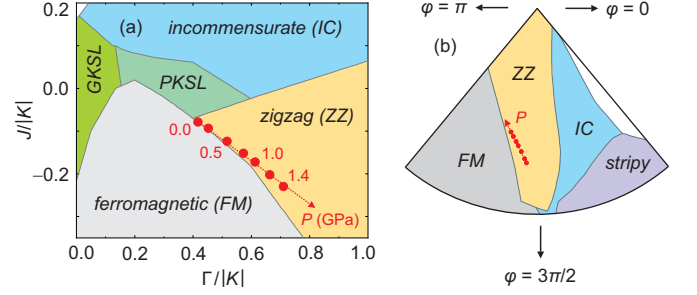 (a)
incommensurate (IC)
GKSL
PKSL
zigzag (ZZ)
ferromagnetic (FM)
0.0
0.5
1.0
1.4
P (GPa)
J/|K|
0.0
−0.2
0.0
0.2
0.4
0.6
0.8
1.0
Γ/|K|
φ = π
φ = 0
(b)
ZZ
P
IC
FM
stripy
φ = 3π/2